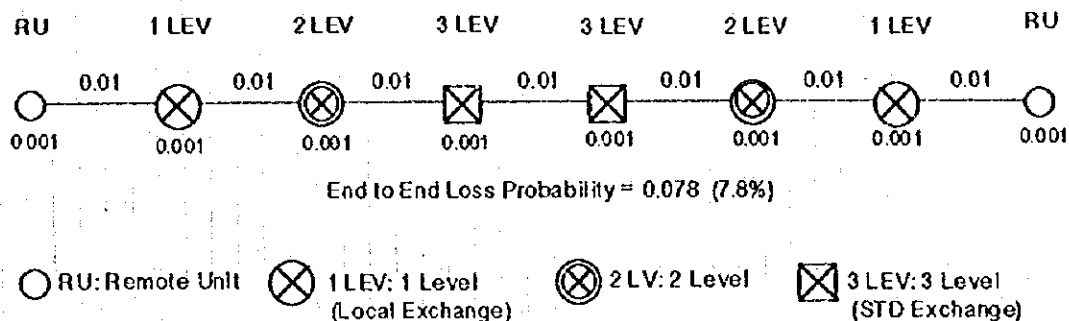 RU 1 LEV 2 LEV 3 LEV 3 LEV 2 LEV 1 LEV RU
0.01 0.01 0.01 0.01 0.01 0.01 0.01
0.001 0.001 0.001 0.001 0.001 0.001 0.001 0.001
End to End Loss Probability = 0.078 (7.8%)
RU: Remote Unit 1 LEV: 1 Level 2 LV: 2 Level 3 LEV: 3 Level
(Local Exchange) (STD Exchange)